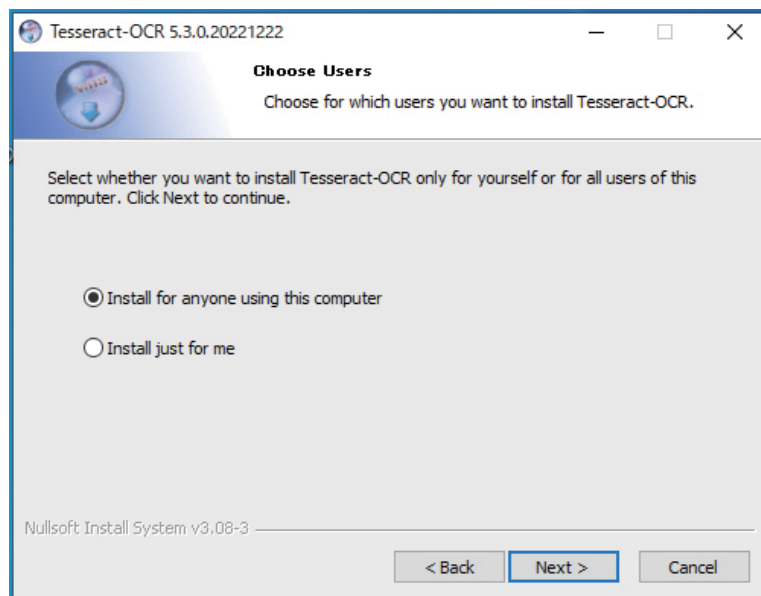 Tesseract-OCR 5.3.0.20221222
Choose Users
Choose for which users you want to install Tesseract-OCR.
Select whether you want to install Tesseract-OCR only for yourself or for all users of this
computer. Click Next to continue.
Install for anyone using this computer
Install just for me
Nullsoft Install System v3.08-3
< Back Next > Cancel